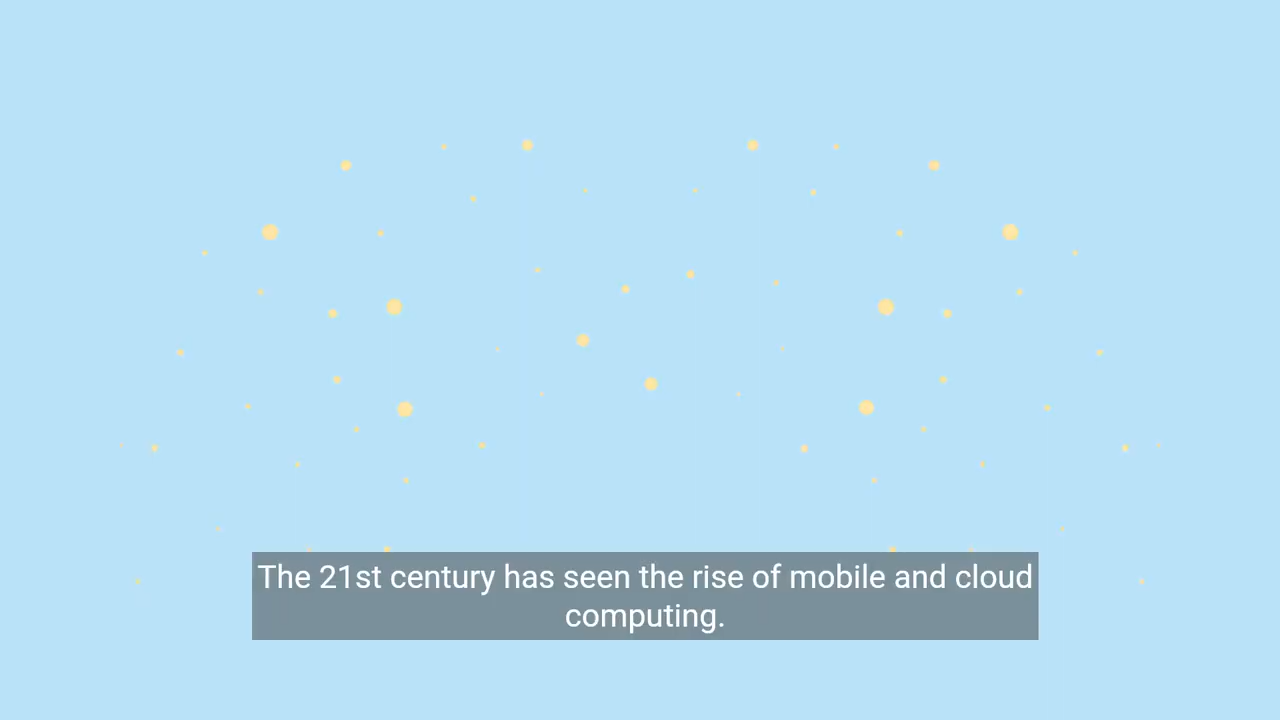 The 21st century has seen the rise of mobile and cloud
computing.